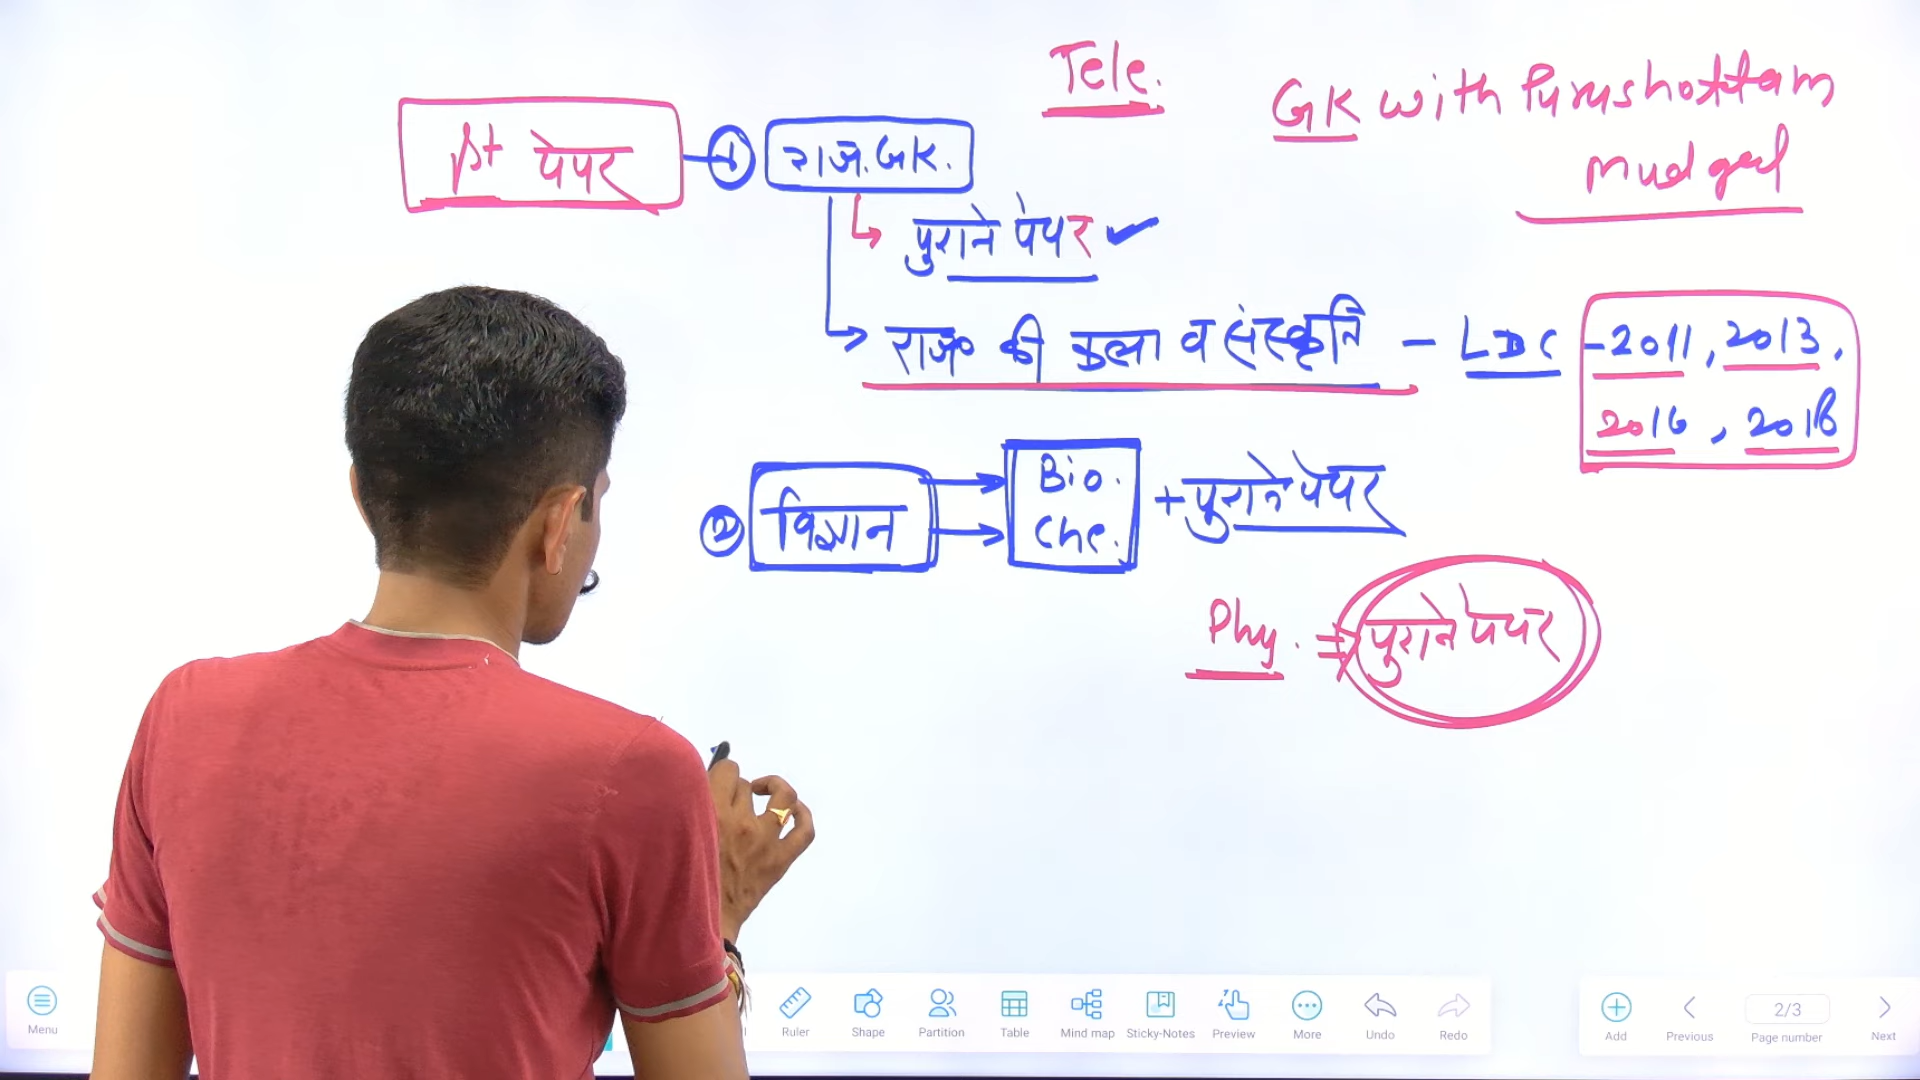 Tele.
GK with Purushottam
Mudgal
Ist पेपर - 1 राज. GK.
पुराने पेपर ✓
राज० की कला व संस्कृति - LDC - 2011, 2013,
2016, 2018
२ विज्ञान
Bio.
Che.
+ पुराने पेपर
Phy. ⇒ पुराने पेपर
Menu
Ruler
Shape
Partition
Table
Mind map
Sticky-Notes
Preview
More
Undo
Redo
Add
Previous
2/3
Page number
Next